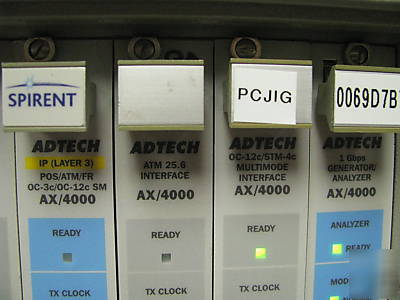 SPIRENT
PCJIG
0069D7B
ADTECH
IP (LAYER 3)
POS/ATM/FR
OC-3c/OC-12c SM
AX/4000
READY
TX CLOCK
ADTECH
ATM 25.6
INTERFACE
AX/4000
READY
TX CLOCK
ADTECH
OC-12c/STM-4c
MULTIMODE
INTERFACE
AX/4000
READY
TX CLOCK
ADTECH
1 Gbps
GENERATOR/
ANALYZER
AX/4000
ANALYZER
READY